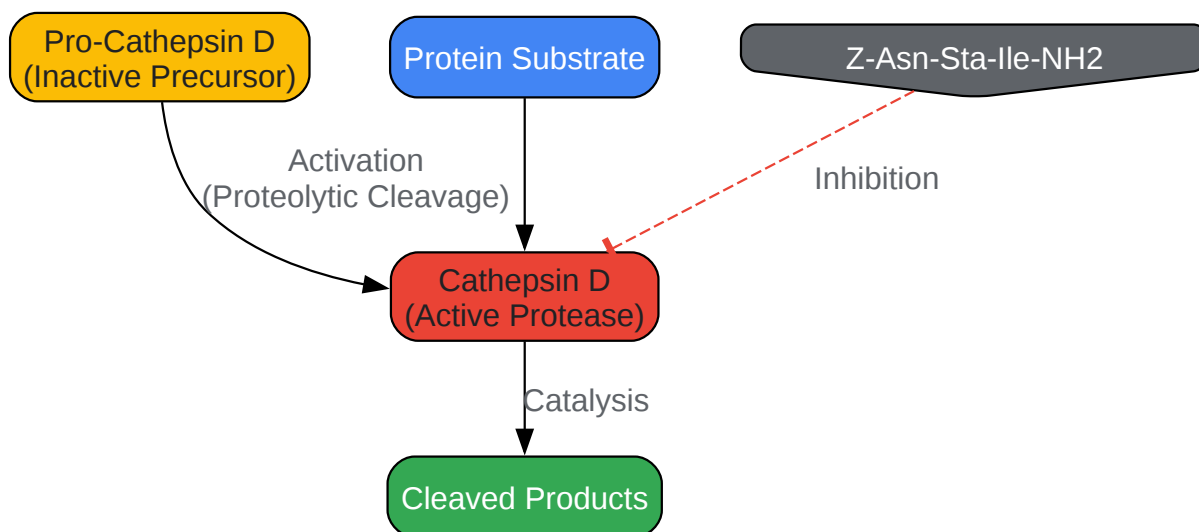 Pro-Cathepsin D
(Inactive Precursor)
Protein Substrate
Z-Asn-Sta-Ile-NH2
Activation
(Proteolytic Cleavage)
Inhibition
Cathepsin D
(Active Protease)
Catalysis
Cleaved Products